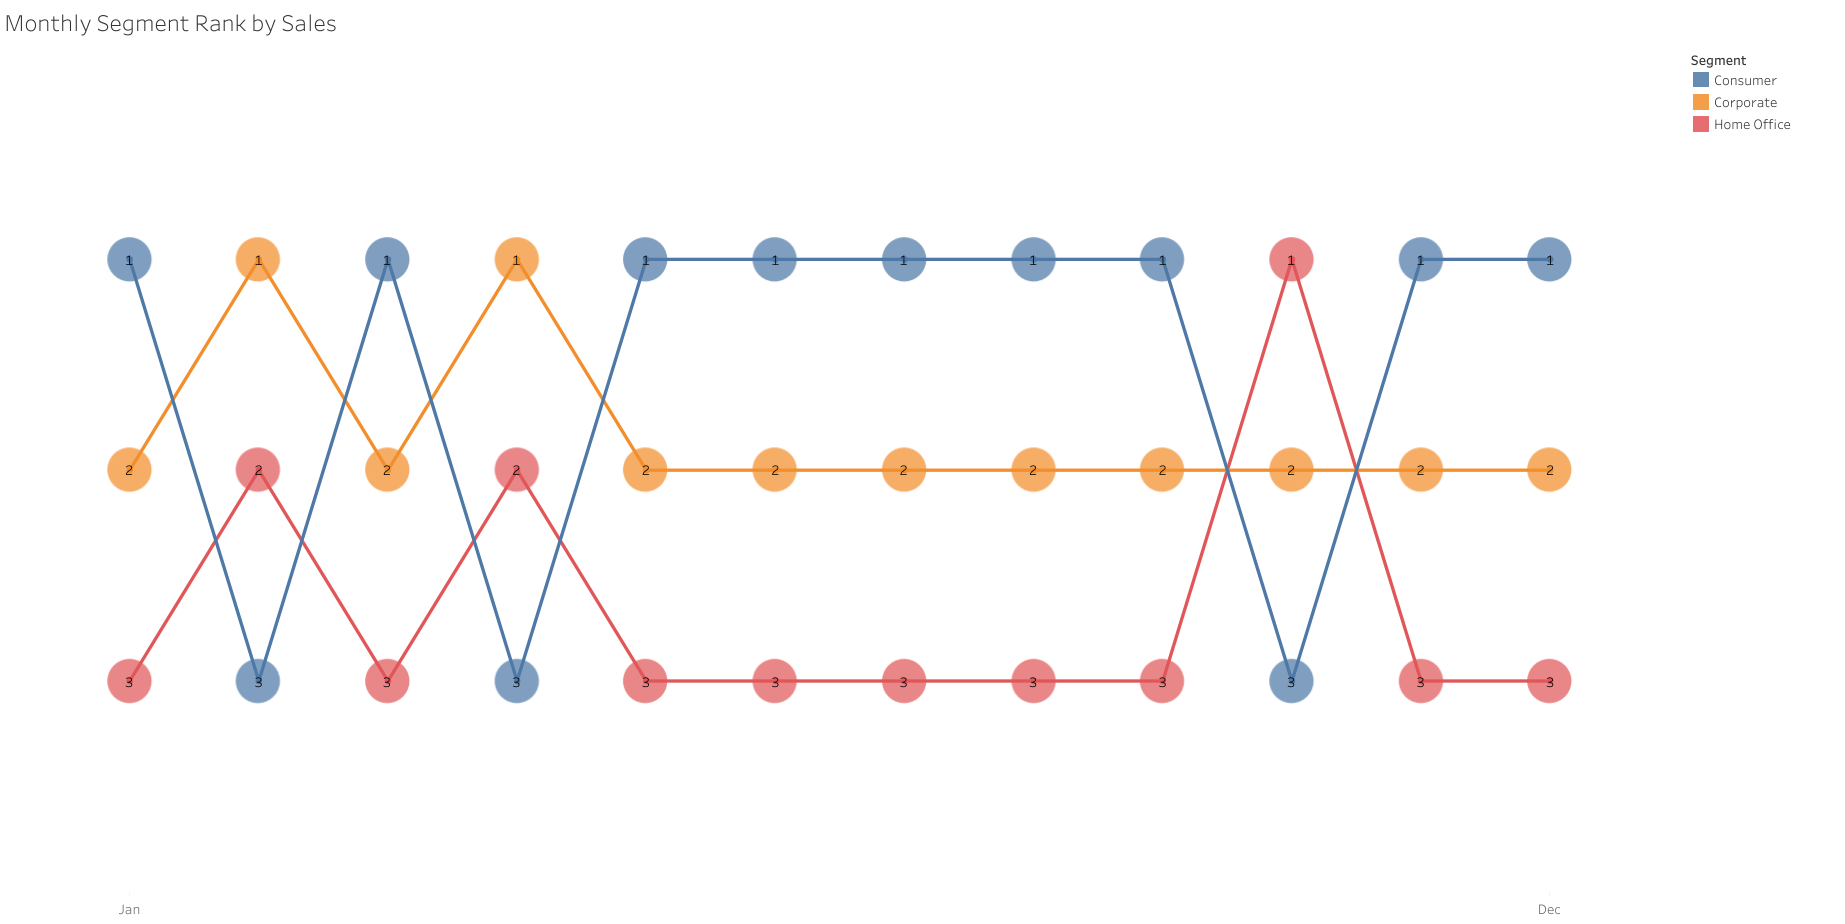 Monthly Segment Rank by Sales
Segment
Consumer
Corporate
Home Office
1 1 1 1 1 1 1 1 1 1 1 1
2 2 2 2 2 2 2 2 2 2 2 2
3 3 3 3 3 3 3 3 3 3 3 3
Jan Dec